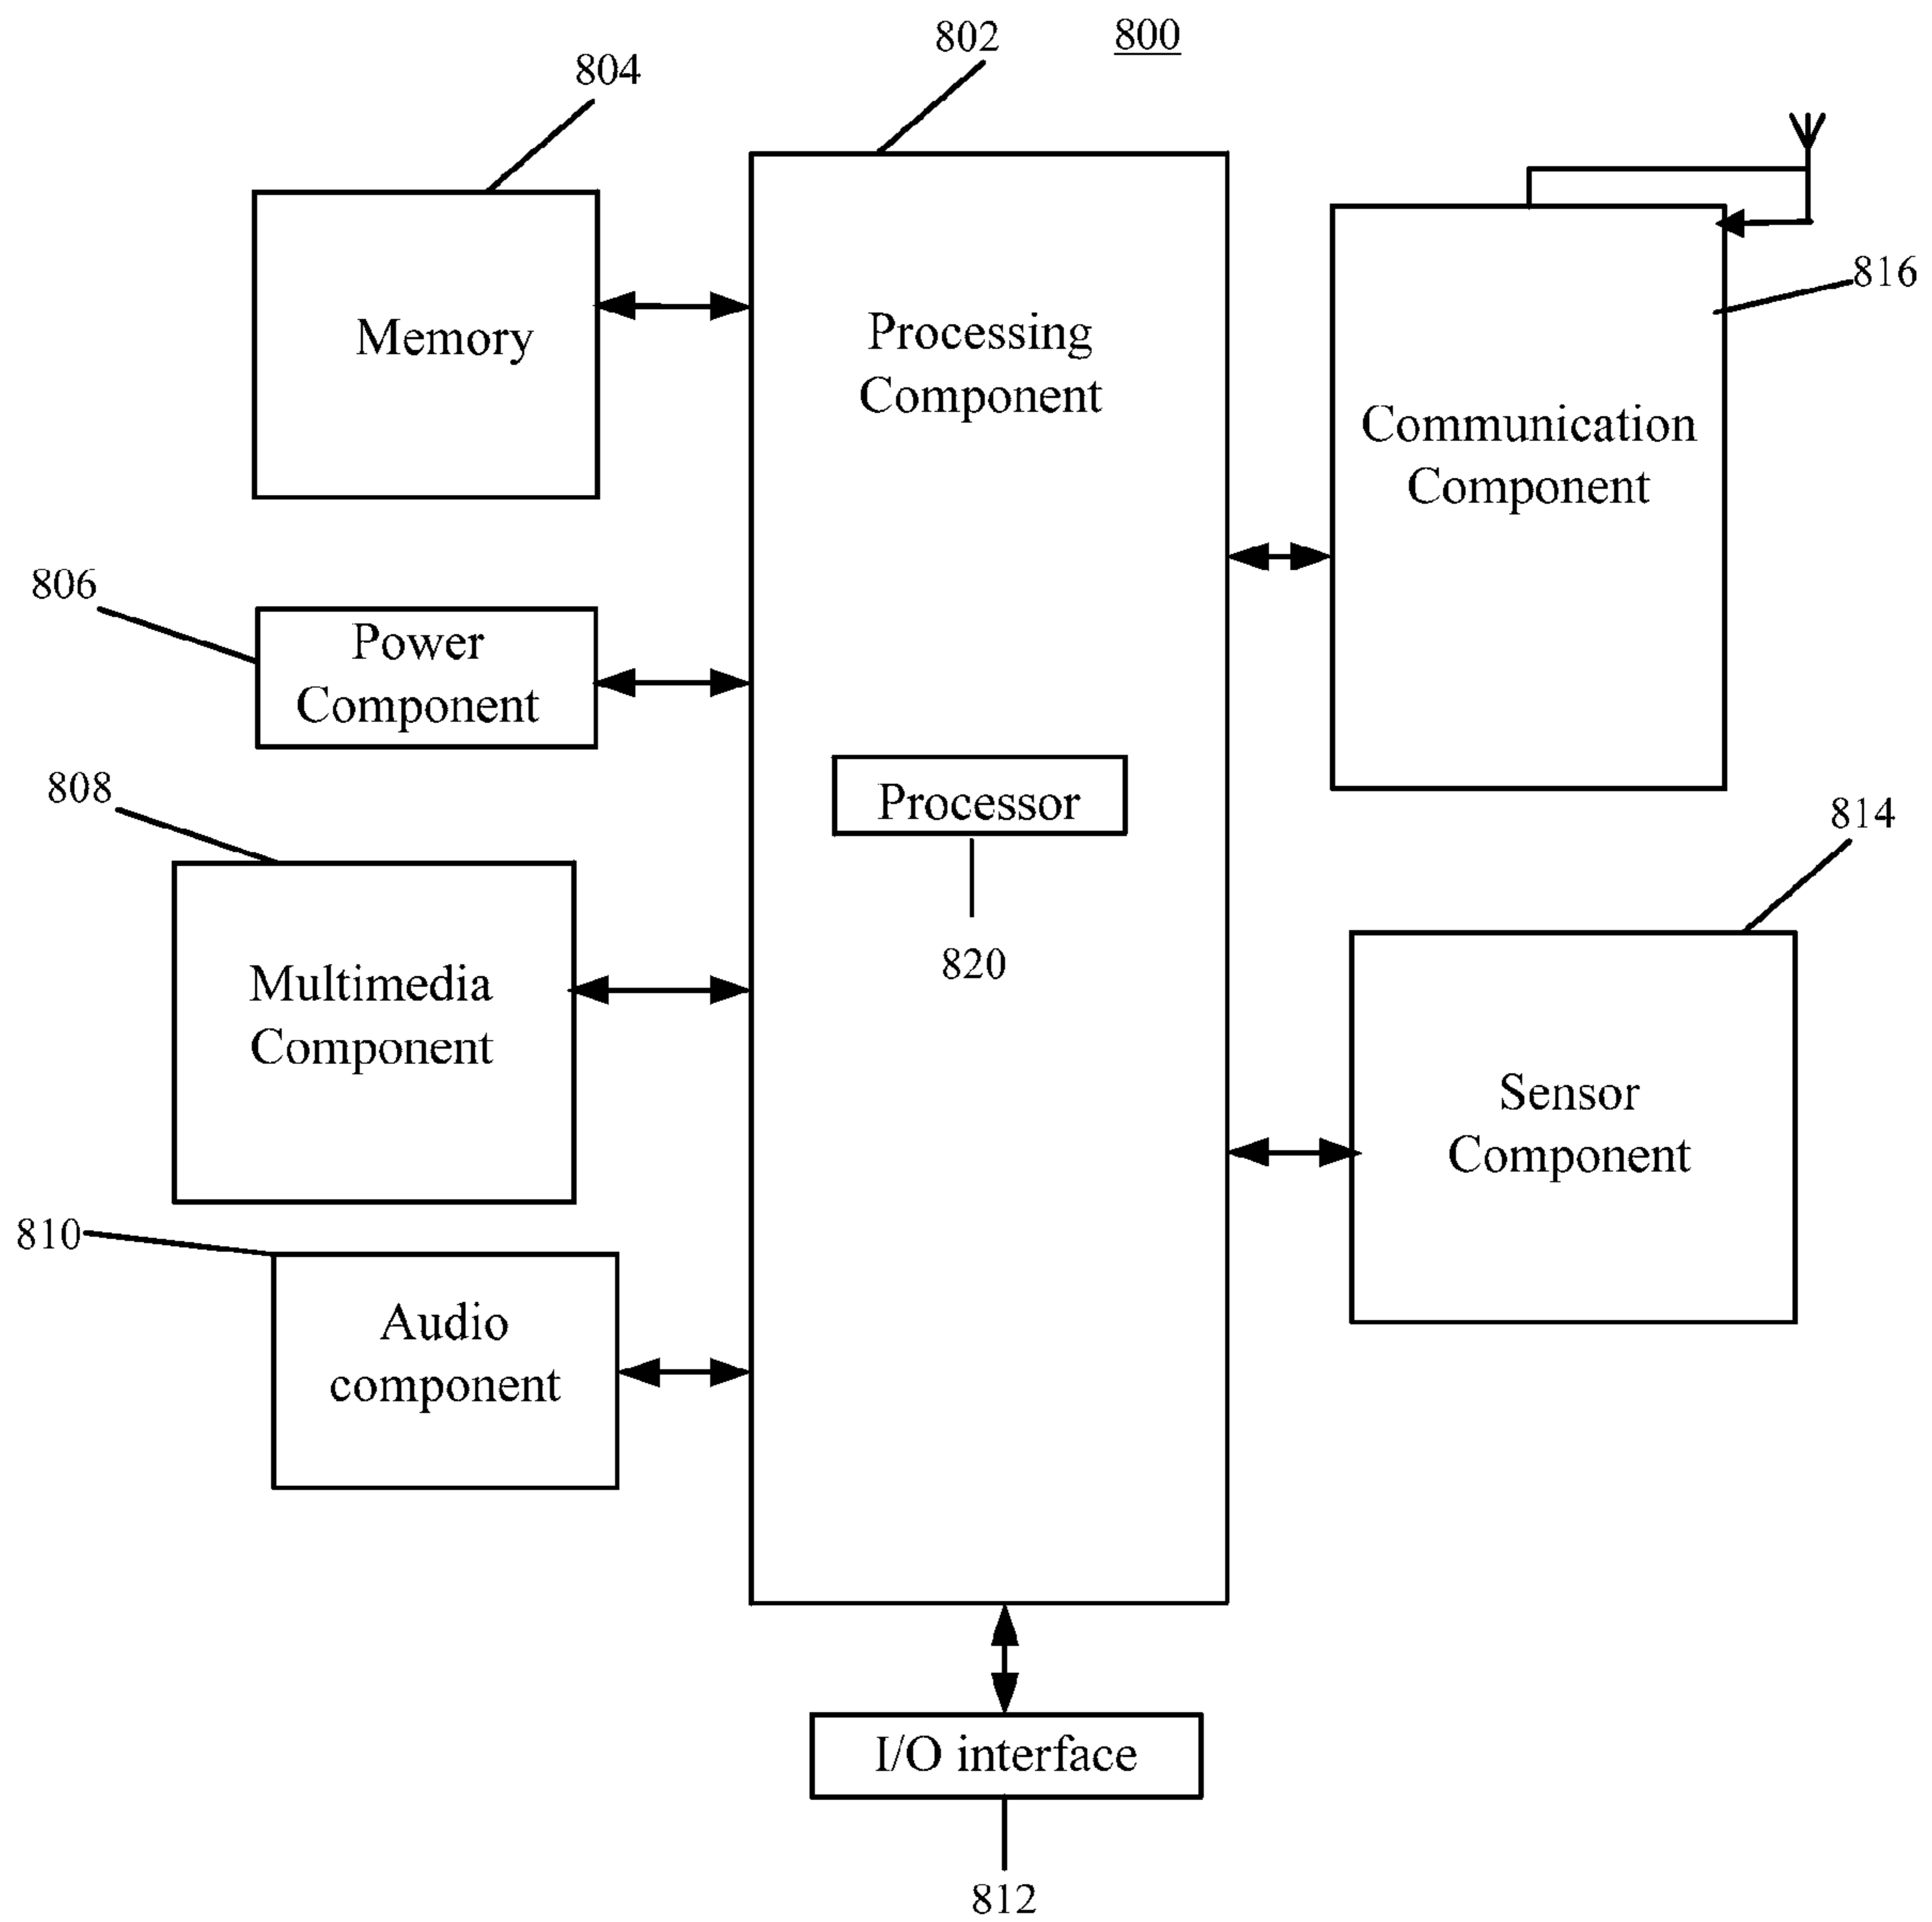 802
800
804
816
Memory
Processing
Component
Communication
Component
806
Power
Component
808
Processor
814
820
Multimedia
Component
Sensor
Component
810
Audio
component
I/O interface
812